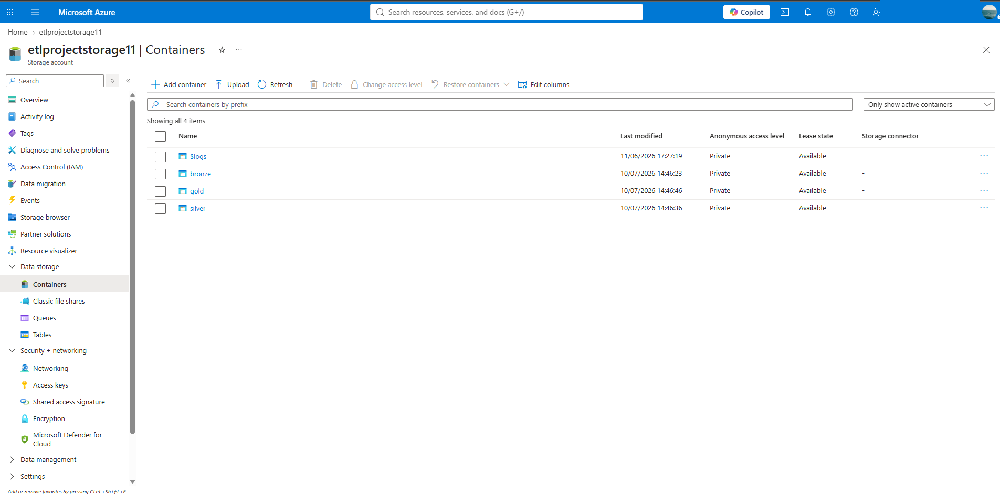 Microsoft Azure
Search resources, services, and docs (G+/)
Copilot
Home > etlprojectstorage11
etlprojectstorage11 | Containers
Storage account
Search
Add container Upload Refresh Delete Change access level Restore containers Edit columns
Search containers by prefix
Only show active containers
Showing all 4 items
Name Last modified Anonymous access level Lease state Storage connector
$logs 11/06/2026 17:27:19 Private Available -
bronze 10/07/2026 14:46:23 Private Available -
gold 10/07/2026 14:46:46 Private Available -
silver 10/07/2026 14:46:36 Private Available -
Overview
Activity log
Tags
Diagnose and solve problems
Access Control (IAM)
Data migration
Events
Storage browser
Partner solutions
Resource visualizer
Data storage
Containers
Classic file shares
Queues
Tables
Security + networking
Networking
Access keys
Shared access signature
Encryption
Microsoft Defender for
Cloud
Data management
Settings
Add or remove favorites by pressing Ctrl+Shift+F